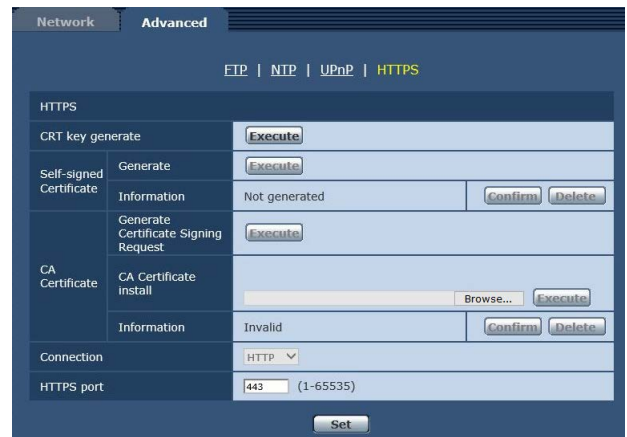 Network Advanced
FTP | NTP | UPnP | HTTPS
HTTPS
CRT key generate Execute
Self-signed Certificate
Generate Execute
Information Not generated Confirm Delete
CA Certificate
Generate Certificate Signing Request Execute
CA Certificate install Browse... Execute
Information Invalid Confirm Delete
Connection HTTP
HTTPS port 443 (1-65535)
Set